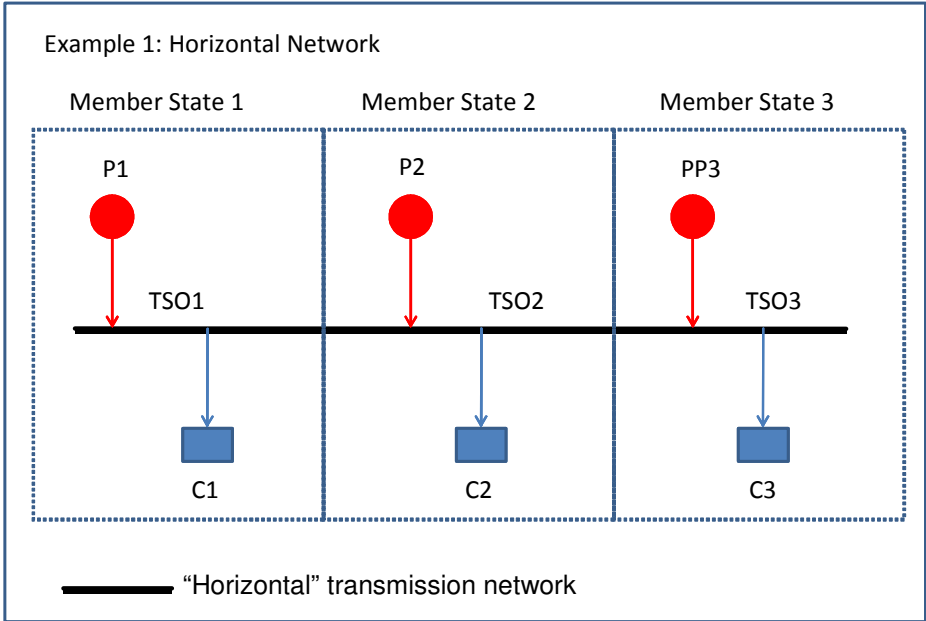 Example 1: Horizontal Network
Member State 1 Member State 2 Member State 3
P1 P2 PP3
TSO1 TSO2 TSO3
C1 C2 C3
“Horizontal” transmission network